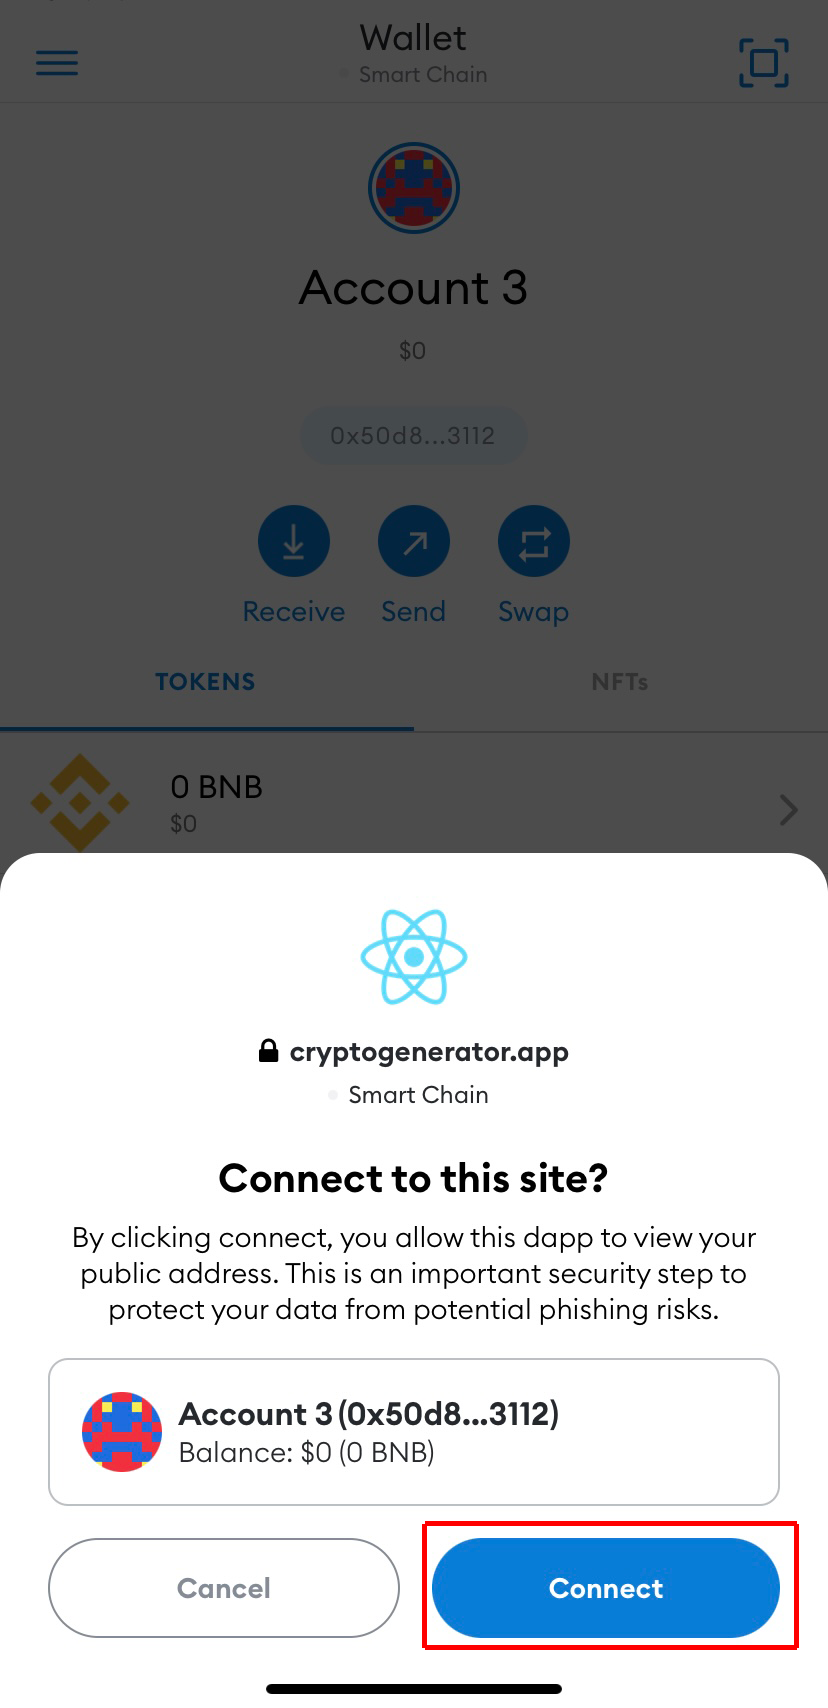 Wallet
Smart Chain
Account 3
$0
0x50d8...3112
Receive Send Swap
TOKENS NFTs
0 BNB
$0
cryptogenerator.app
Smart Chain
Connect to this site?
By clicking connect, you allow this dapp to view your
public address. This is an important security step to
protect your data from potential phishing risks.
Account 3 (0x50d8...3112)
Balance: $0 (0 BNB)
Cancel Connect